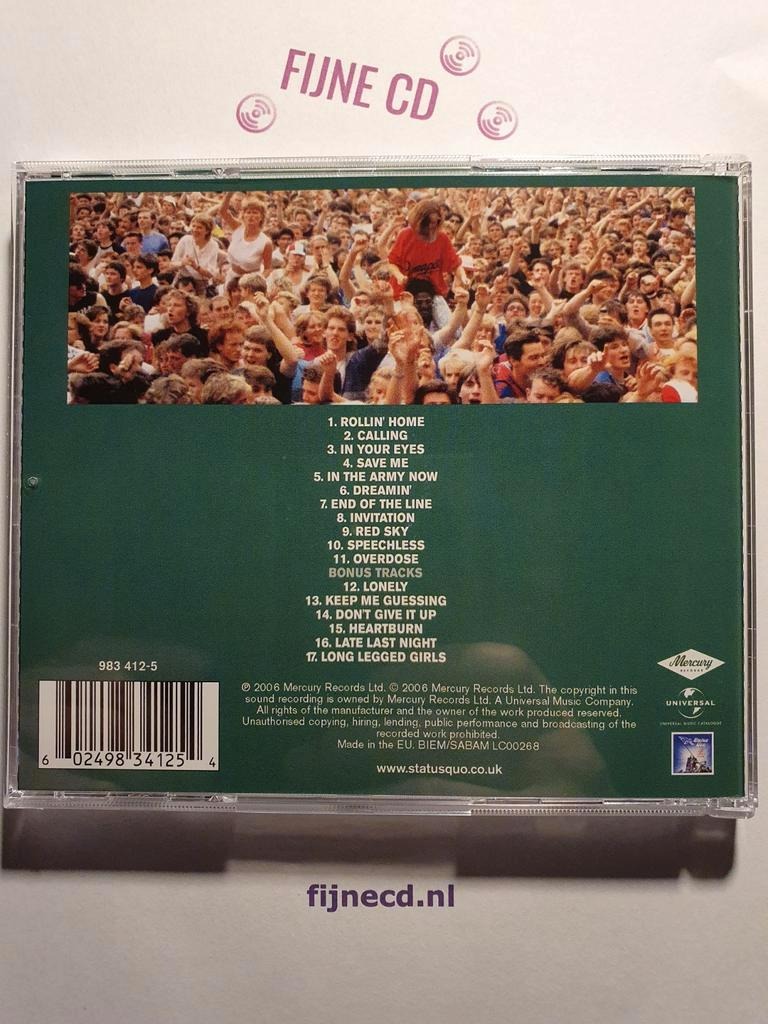 FIJNE CD
1. ROLLIN' HOME
2. CALLING
3. IN YOUR EYES
4. SAVE ME
5. IN THE ARMY NOW
6. DREAMIN'
7. END OF THE LINE
8. INVITATION
9. RED SKY
10. SPEECHLESS
11. OVERDOSE
BONUS TRACKS
12. LONELY
13. KEEP ME GUESSING
14. DON'T GIVE IT UP
15. HEARTBURN
16. LATE LAST NIGHT
17. LONG LEGGED GIRLS
983 412-5
6 02498 34125 4
℗ 2006 Mercury Records Ltd. © 2006 Mercury Records Ltd. The copyright in this
sound recording is owned by Mercury Records Ltd. A Universal Music Company.
All rights of the manufacturer and the owner of the work produced reserved.
Unauthorised copying, hiring, lending, public performance and broadcasting of the
recorded work prohibited.
Made in the EU. BIEM/SABAM LC00268
www.statusquo.co.uk
Mercury
RECORDS
UNIVERSAL
UNIVERSAL MUSIC CATALOGUE
fijnecd.nl